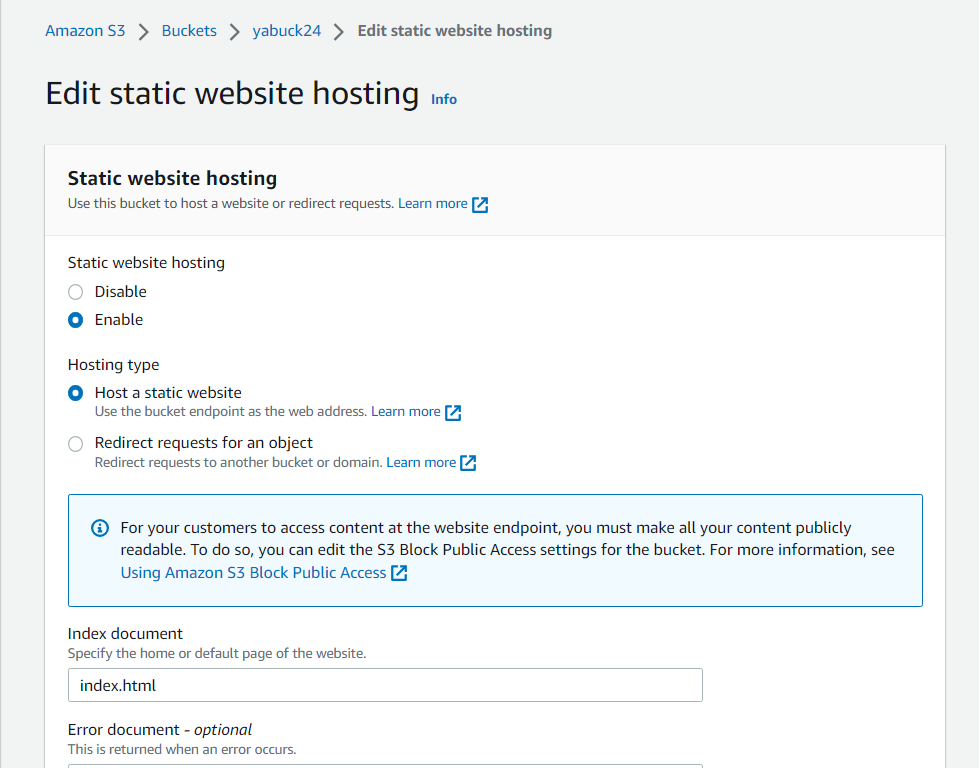 Amazon S3 > Buckets > yabuck24 > Edit static website hosting
Edit static website hosting Info
Static website hosting
Use this bucket to host a website or redirect requests. Learn more
Static website hosting
Disable
Enable
Hosting type
Host a static website
Use the bucket endpoint as the web address. Learn more
Redirect requests for an object
Redirect requests to another bucket or domain. Learn more
For your customers to access content at the website endpoint, you must make all your content publicly
readable. To do so, you can edit the S3 Block Public Access settings for the bucket. For more information, see
Using Amazon S3 Block Public Access
Index document
Specify the home or default page of the website.
index.html
Error document - optional
This is returned when an error occurs.